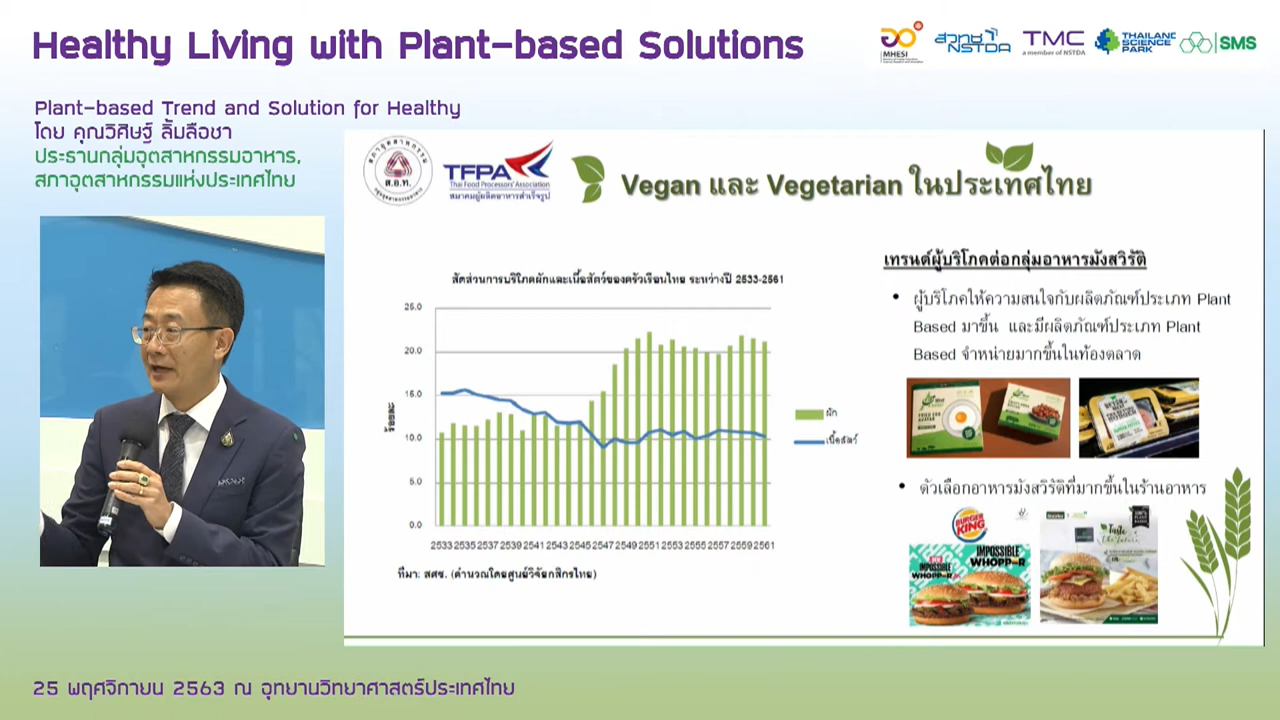 Healthy Living with Plant-based Solutions
MHESI
สวทช
NSTDA
TMC
a member of NSTDA
THAILAND
SCIENCE
PARK
SMS
Plant-based Trend and Solution for Healthy
โดย คุณวิศิษฐ์ ลิ้มลือชา
ประธานกลุ่มอุตสาหกรรมอาหาร,
สภาอุตสาหกรรมแห่งประเทศไทย
ส.อ.ท.
TFPA
Thai Food Processors' Association
สมาคมผู้ผลิตอาหารสำเร็จรูป
Vegan และ Vegetarian ในประเทศไทย
สัดส่วนการบริโภคผักและเนื้อสัตว์ของครัวเรือนไทย ระหว่างปี 2533-2561
ร้อยละ
25.0
20.0
15.0
10.0
5.0
0.0
2533 2535 2537 2539 2541 2543 2545 2547 2549 2551 2553 2555 2557 2559 2561
ผัก
เนื้อสัตว์
ที่มา: สศช. (คำนวณโดยศูนย์วิจัยกสิกรไทย)
เทรนด์ผู้บริโภคต่อกลุ่มอาหารมังสวิรัติ
• ผู้บริโภคให้ความสนใจกับผลิตภัณฑ์ประเภท Plant
Based มาขึ้น และมีผลิตภัณฑ์ประเภท Plant
Based จำหน่ายมากขึ้นในท้องตลาด
• ตัวเลือกอาหารมังสวิรัติที่มากขึ้นในร้านอาหาร
BURGER
KING
IMPOSSIBLE
WHOPPER
IMPOSSIBLE
WHOPPER
Taste
the future
25 พฤศจิกายน 2563 ณ อุทยานวิทยาศาสตร์ประเทศไทย